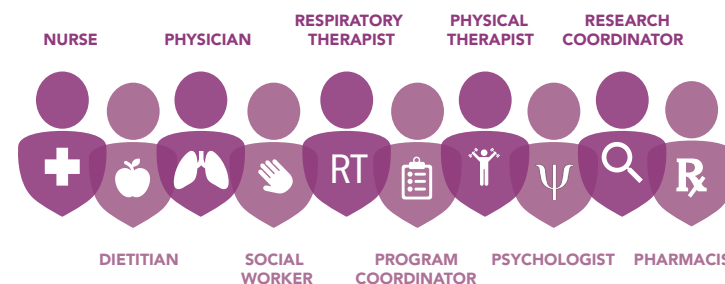 NURSE
PHYSICIAN
RESPIRATORY
THERAPIST
PHYSICAL
THERAPIST
RESEARCH
COORDINATOR
RT
Ψ
℞
DIETITIAN
SOCIAL
WORKER
PROGRAM
COORDINATOR
PSYCHOLOGIST
PHARMACIS